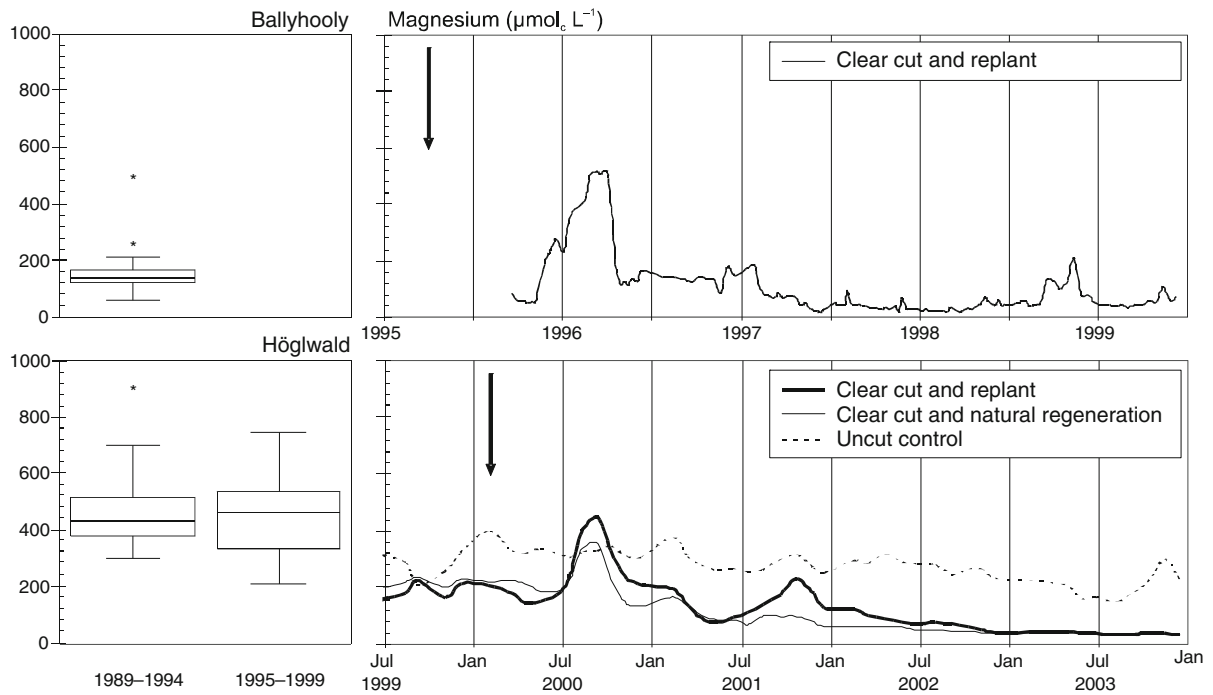 Ballyhooly
Magnesium (µmolc L⁻¹)
1000
800
600
400
200
0
*
*
Clear cut and replant
1995
1996
1997
1998
1999
Höglwald
1000
800
600
400
200
0
*
Clear cut and replant
Clear cut and natural regeneration
Uncut control
1989–1994
1995–1999
Jul Jan Jul Jan Jul Jan Jul Jan Jul Jan
1999 2000 2001 2002 2003